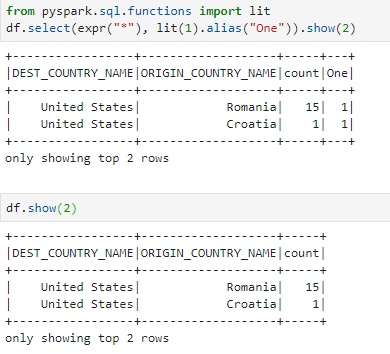 from pyspark.sql.functions import lit
df.select(expr("*"), lit(1).alias("One")).show(2)
+-----------------+-------------------+-----+---+
|DEST_COUNTRY_NAME|ORIGIN_COUNTRY_NAME|count|One|
+-----------------+-------------------+-----+---+
|    United States|            Romania|   15|  1|
|    United States|            Croatia|    1|  1|
+-----------------+-------------------+-----+---+
only showing top 2 rows
df.show(2)
+-----------------+-------------------+-----+
|DEST_COUNTRY_NAME|ORIGIN_COUNTRY_NAME|count|
+-----------------+-------------------+-----+
|    United States|            Romania|   15|
|    United States|            Croatia|    1|
+-----------------+-------------------+-----+
only showing top 2 rows